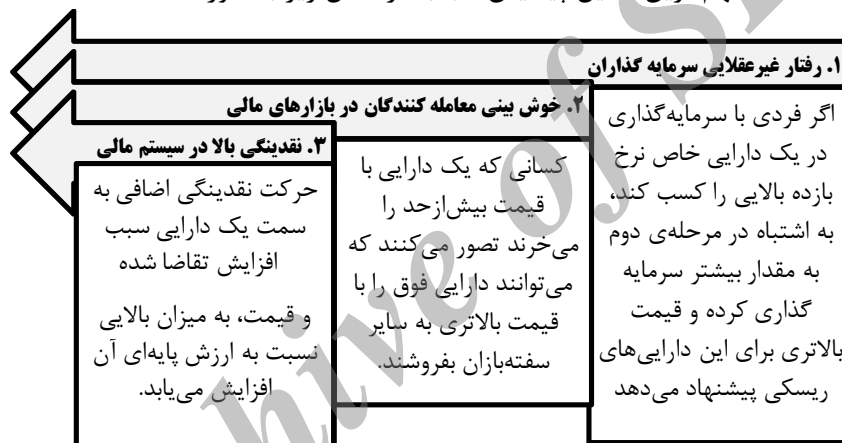 ۱. رفتار غیرعقلایی سرمایه گذاران
اگر فردی با سرمایه‌گذاری
در یک دارایی خاص نرخ
بازده بالایی را کسب کند،
به اشتباه در مرحله‌ی دوم
به مقدار بیشتر سرمایه
گذاری کرده و قیمت
بالاتری برای این دارایی‌های
ریسکی پیشنهاد می‌دهد
۲. خوش بینی معامله کنندگان در بازارهای مالی
کسانی که یک دارایی با
قیمت بیش‌ازحد را
می‌خرند تصور می‌کنند که
می‌توانند دارایی فوق را با
قیمت بالاتری به سایر
سفته‌بازان بفروشند.
۳. نقدینگی بالا در سیستم مالی
حرکت نقدینگی اضافی به
سمت یک دارایی سبب
افزایش تقاضا شده
و قیمت، به میزان بالایی
نسبت به ارزش پایه‌ای آن
افزایش می‌یابد.
hive of S